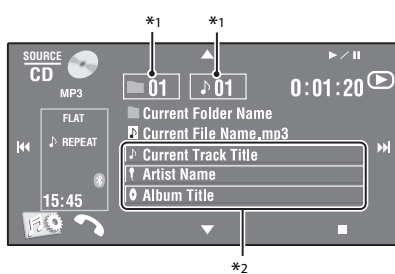 *1 *1
SOURCE
CD
MP3
01 01 0:01:20
FLAT
REPEAT
15:45
Current Folder Name
Current File Name.mp3
Current Track Title
Artist Name
Album Title
*2